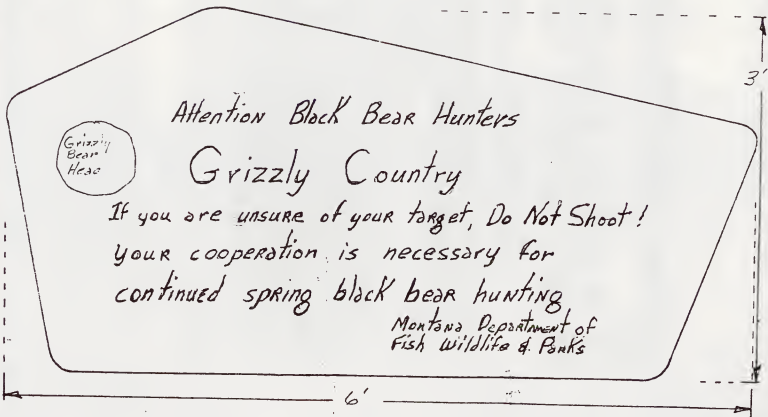 3'
Attention Black Bear Hunters
Grizzly
Bear
Head
Grizzly Country
If you are unsure of your target, Do Not Shoot!
your cooperation is necessary for
continued spring black bear hunting
Montana Department of
Fish Wildlife & Parks
6'